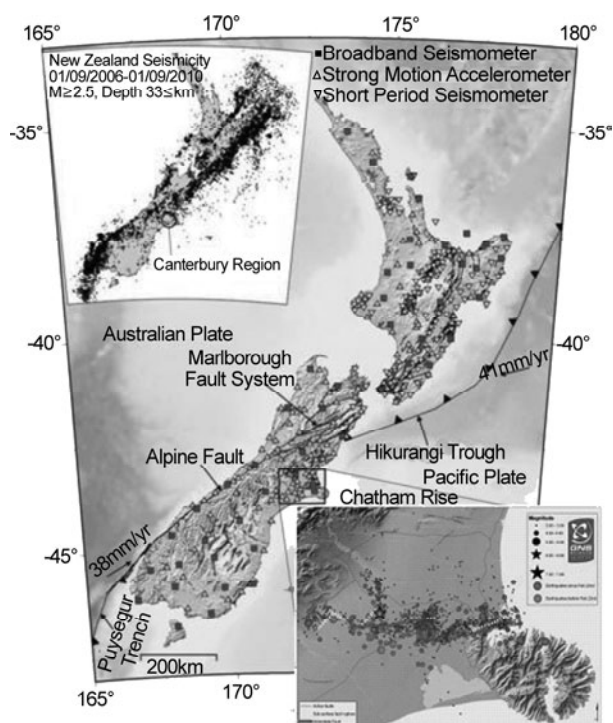 165°
170°
175°
180°
New Zealand Seismicity
01/09/2006-01/09/2010
M≥2.5, Depth 33≤km
Canterbury Region
■Broadband Seismometer
△Strong Motion Accelerometer
▽Short Period Seismometer
-35°
-35°
-40°
-40°
-45°
Australian Plate
Marlborough
Fault System
Alpine Fault
41mm/yr
Hikurangi Trough
Pacific Plate
Chatham Rise
38mm/yr
Puysegur
Trench
200km
165°
170°
Magnitude
GNS